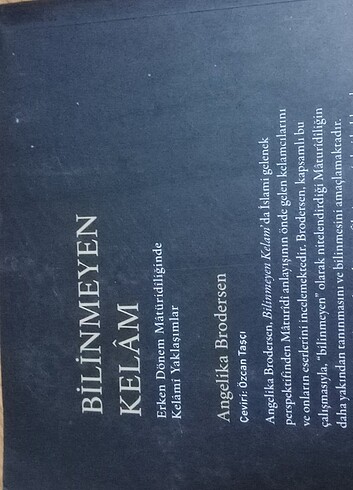 BİLİNMEYEN
KELÂM
Erken Dönem Mâtürîdîliğinde
Kelâmî Yaklaşımlar
Angelika Brodersen
Çeviri: Özcan Taşcı
Angelika Brodersen, Bilinmeyen Kelam'da İslami gelenek
perspektifinden Mâturîdî anlayışının önde gelen kelamcılarını
ve onların eserlerini incelemektedir. Brodersen, kapsamlı bu
çalışmasıyla, "bilinmeyen" olarak nitelendirdiği Mâturîdîliğin
daha yakından tanınmasını ve bilinmesini amaçlamaktadır.